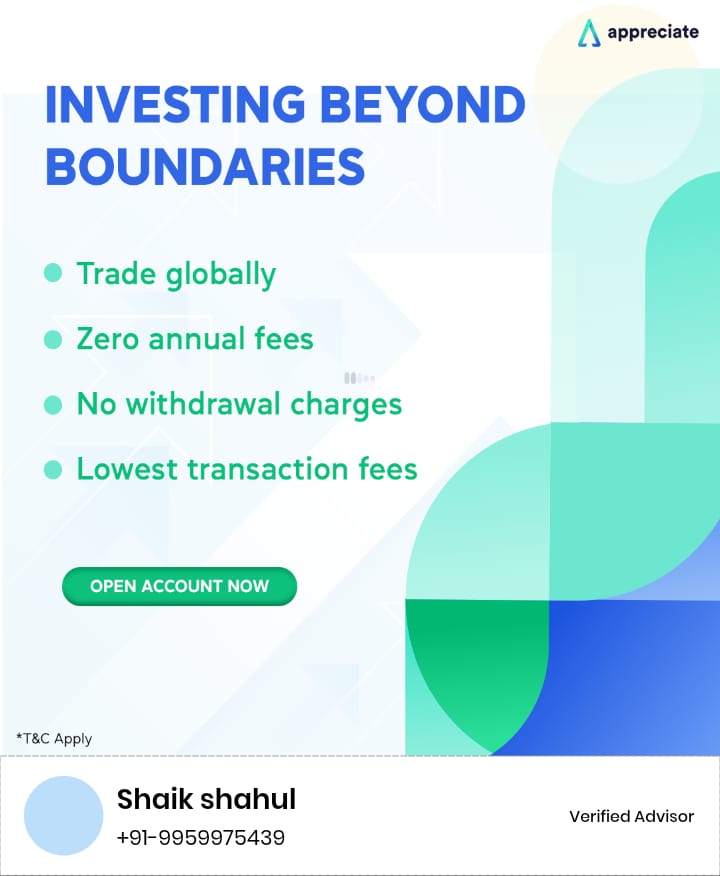 appreciate
INVESTING BEYOND
BOUNDARIES
Trade globally
Zero annual fees
No withdrawal charges
Lowest transaction fees
OPEN ACCOUNT NOW
*T&C Apply
Shaik shahul
+91-9959975439
Verified Advisor